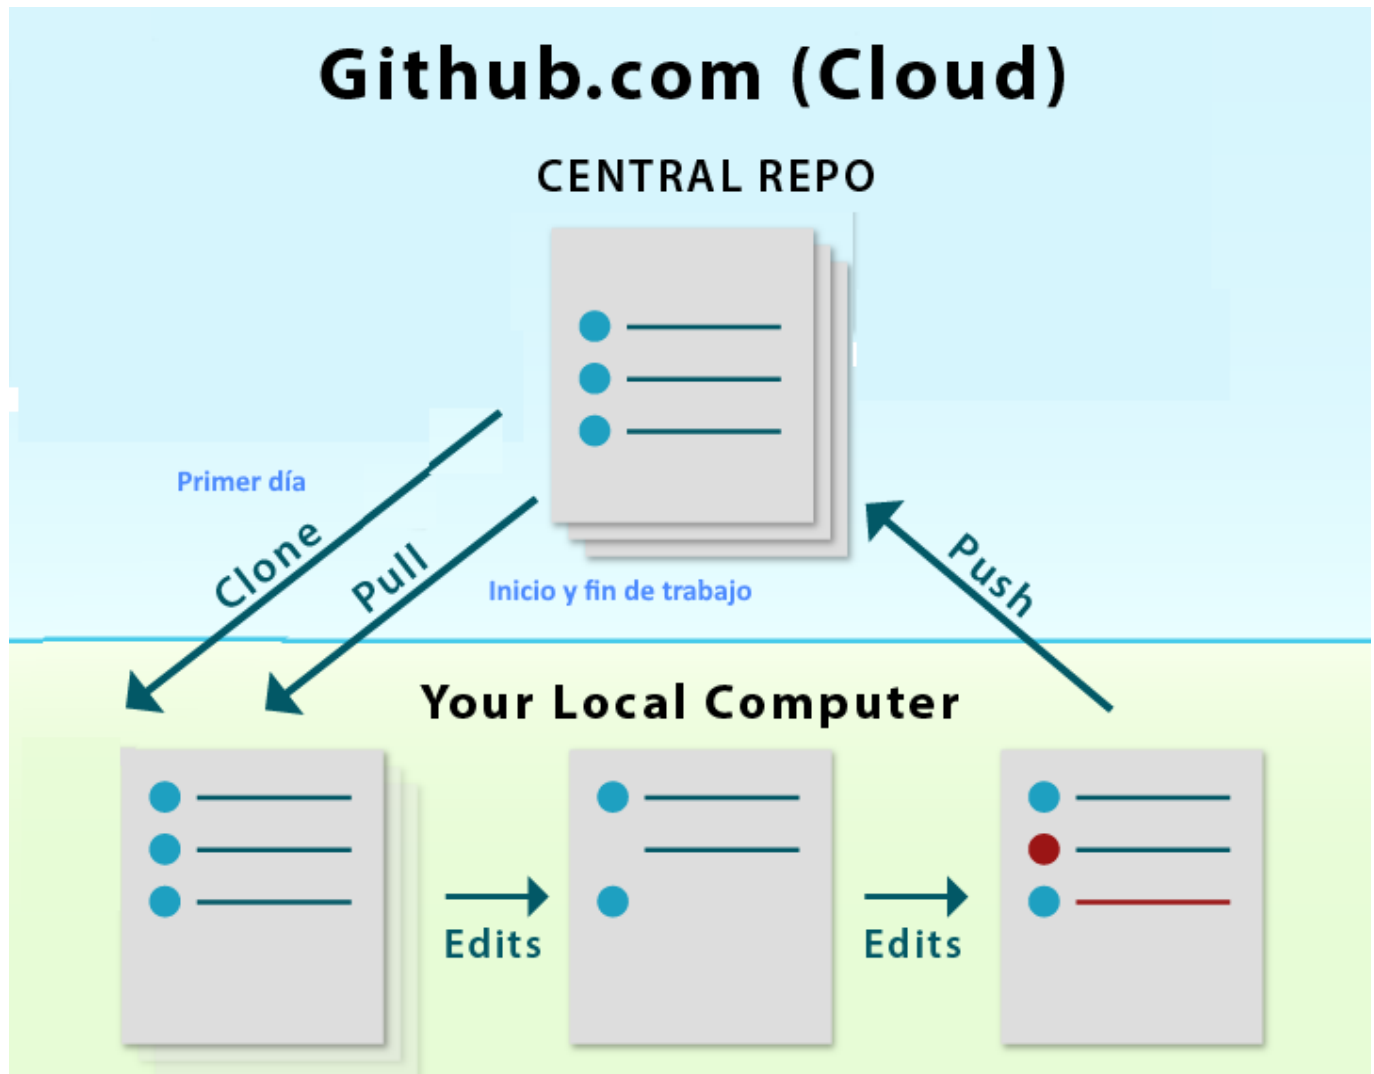 Github.com (Cloud)
CENTRAL REPO
Primer día
Clone
Pull
Inicio y fin de trabajo
Push
Your Local Computer
Edits
Edits